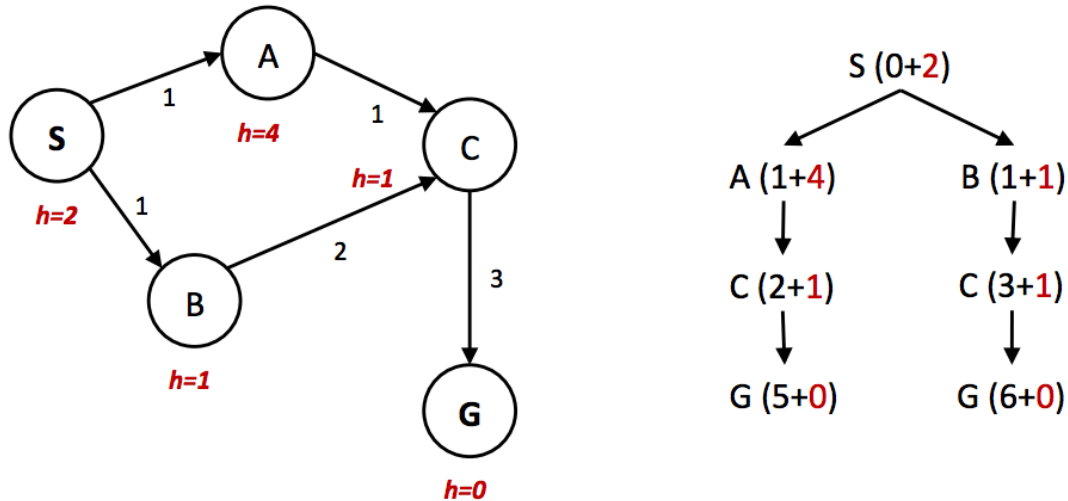 A
1
h=4
1
S
h=2
C
h=1
1
2
B
h=1
3
G
h=0
S (0+2)
A (1+4)
B (1+1)
C (2+1)
C (3+1)
G (5+0)
G (6+0)